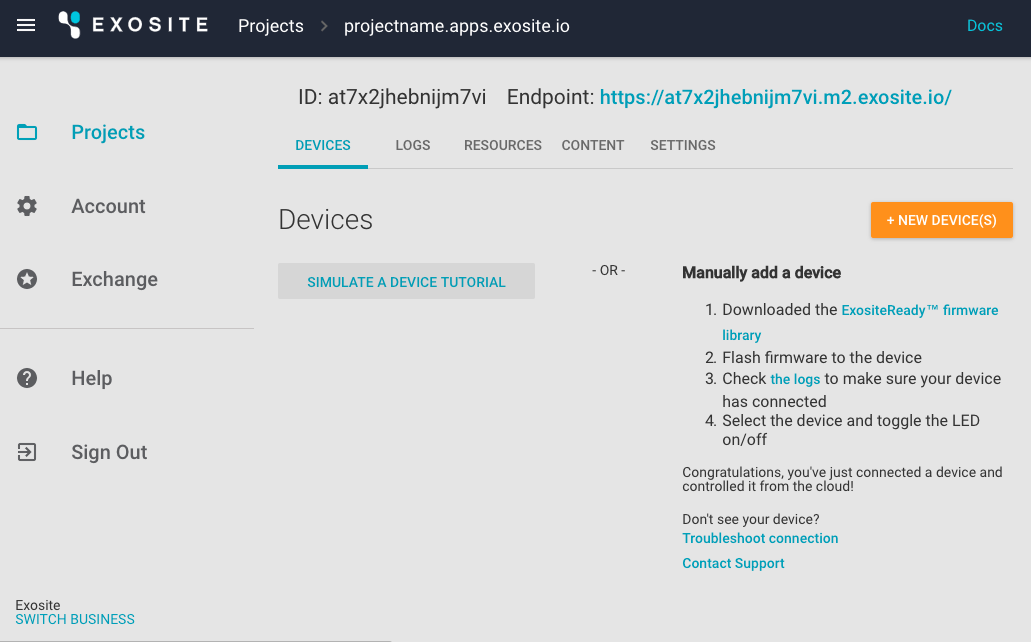 EXOSITE Projects > projectname.apps.exosite.io Docs
ID: at7x2jhebnijm7vi Endpoint: https://at7x2jhebnijm7vi.m2.exosite.io/
Projects
Account
Exchange
Help
Sign Out
Exosite
SWITCH BUSINESS
DEVICES LOGS RESOURCES CONTENT SETTINGS
Devices
+ NEW DEVICE(S)
SIMULATE A DEVICE TUTORIAL
- OR -
Manually add a device
1. Downloaded the ExositeReady™ firmware
library
2. Flash firmware to the device
3. Check the logs to make sure your device
has connected
4. Select the device and toggle the LED
on/off
Congratulations, you've just connected a device and
controlled it from the cloud!
Don't see your device?
Troubleshoot connection
Contact Support